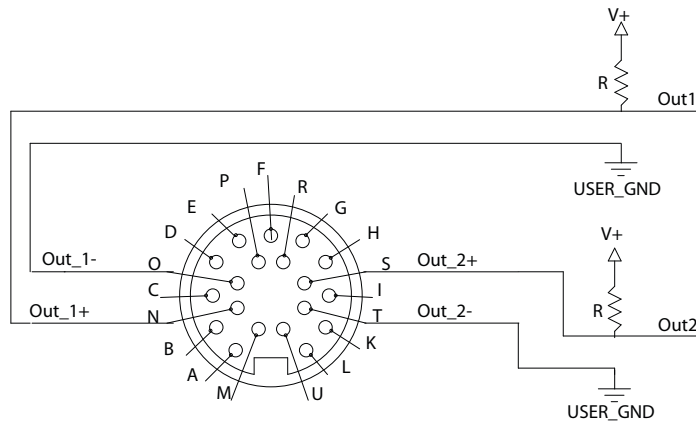 V+
R
Out1
USER_GND
F
P
R
E
G
D
H
Out_1-
O
S
Out_2+
V+
C
I
Out_1+
N
T
Out_2-
R
Out2
B
K
A
L
M
U
USER_GND